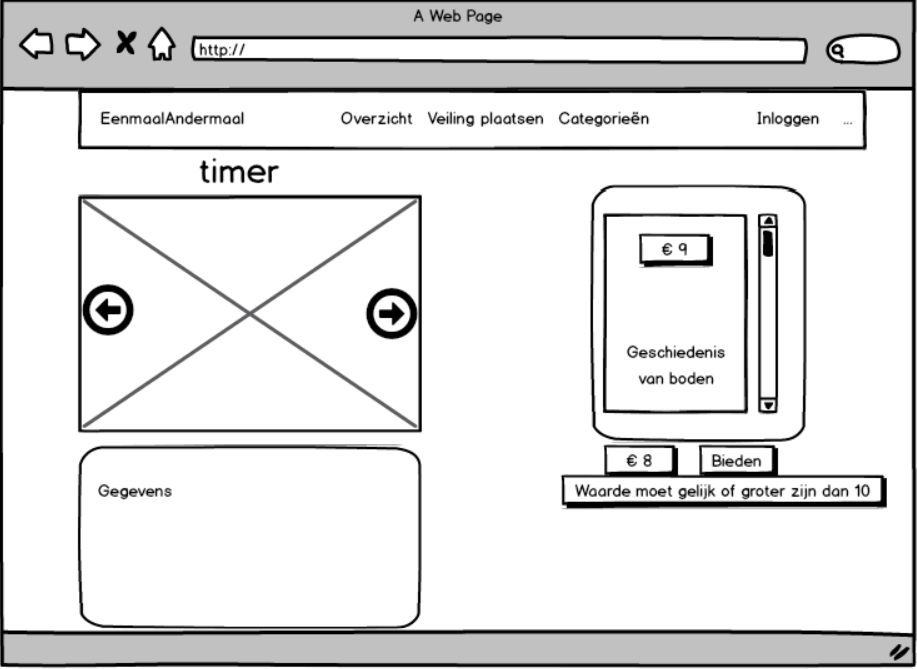 A Web Page
http://
EenmaalAndermaal Overzicht Veiling plaatsen Categorieën Inloggen ...
timer
€ 9
Geschiedenis
van boden
€ 8 Bieden
Waarde moet gelijk of groter zijn dan 10
Gegevens